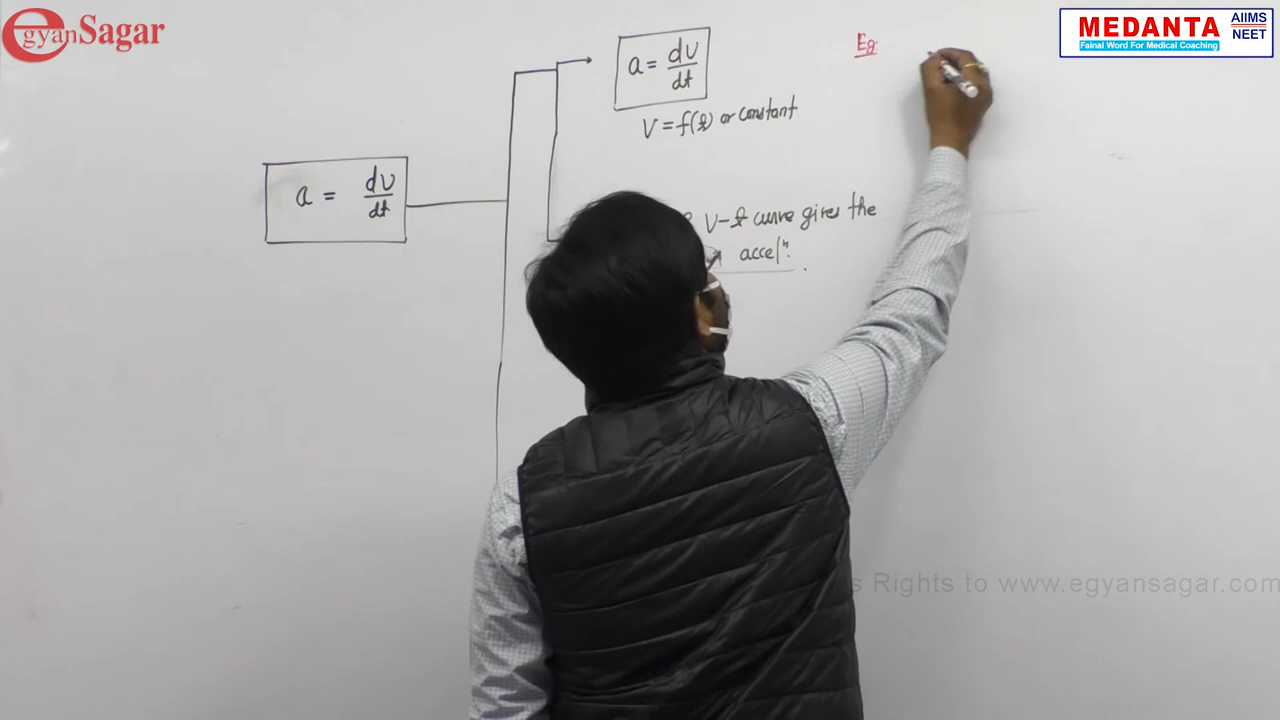 egyanSagar
MEDANTA
AIIMS
NEET
Fainal Word For Medical Coaching
a = dv/dt
V = f(t) or constant
Eg:
a = dv/dt
V-t curve gives the
accel".
Rights to www.egyansagar.com